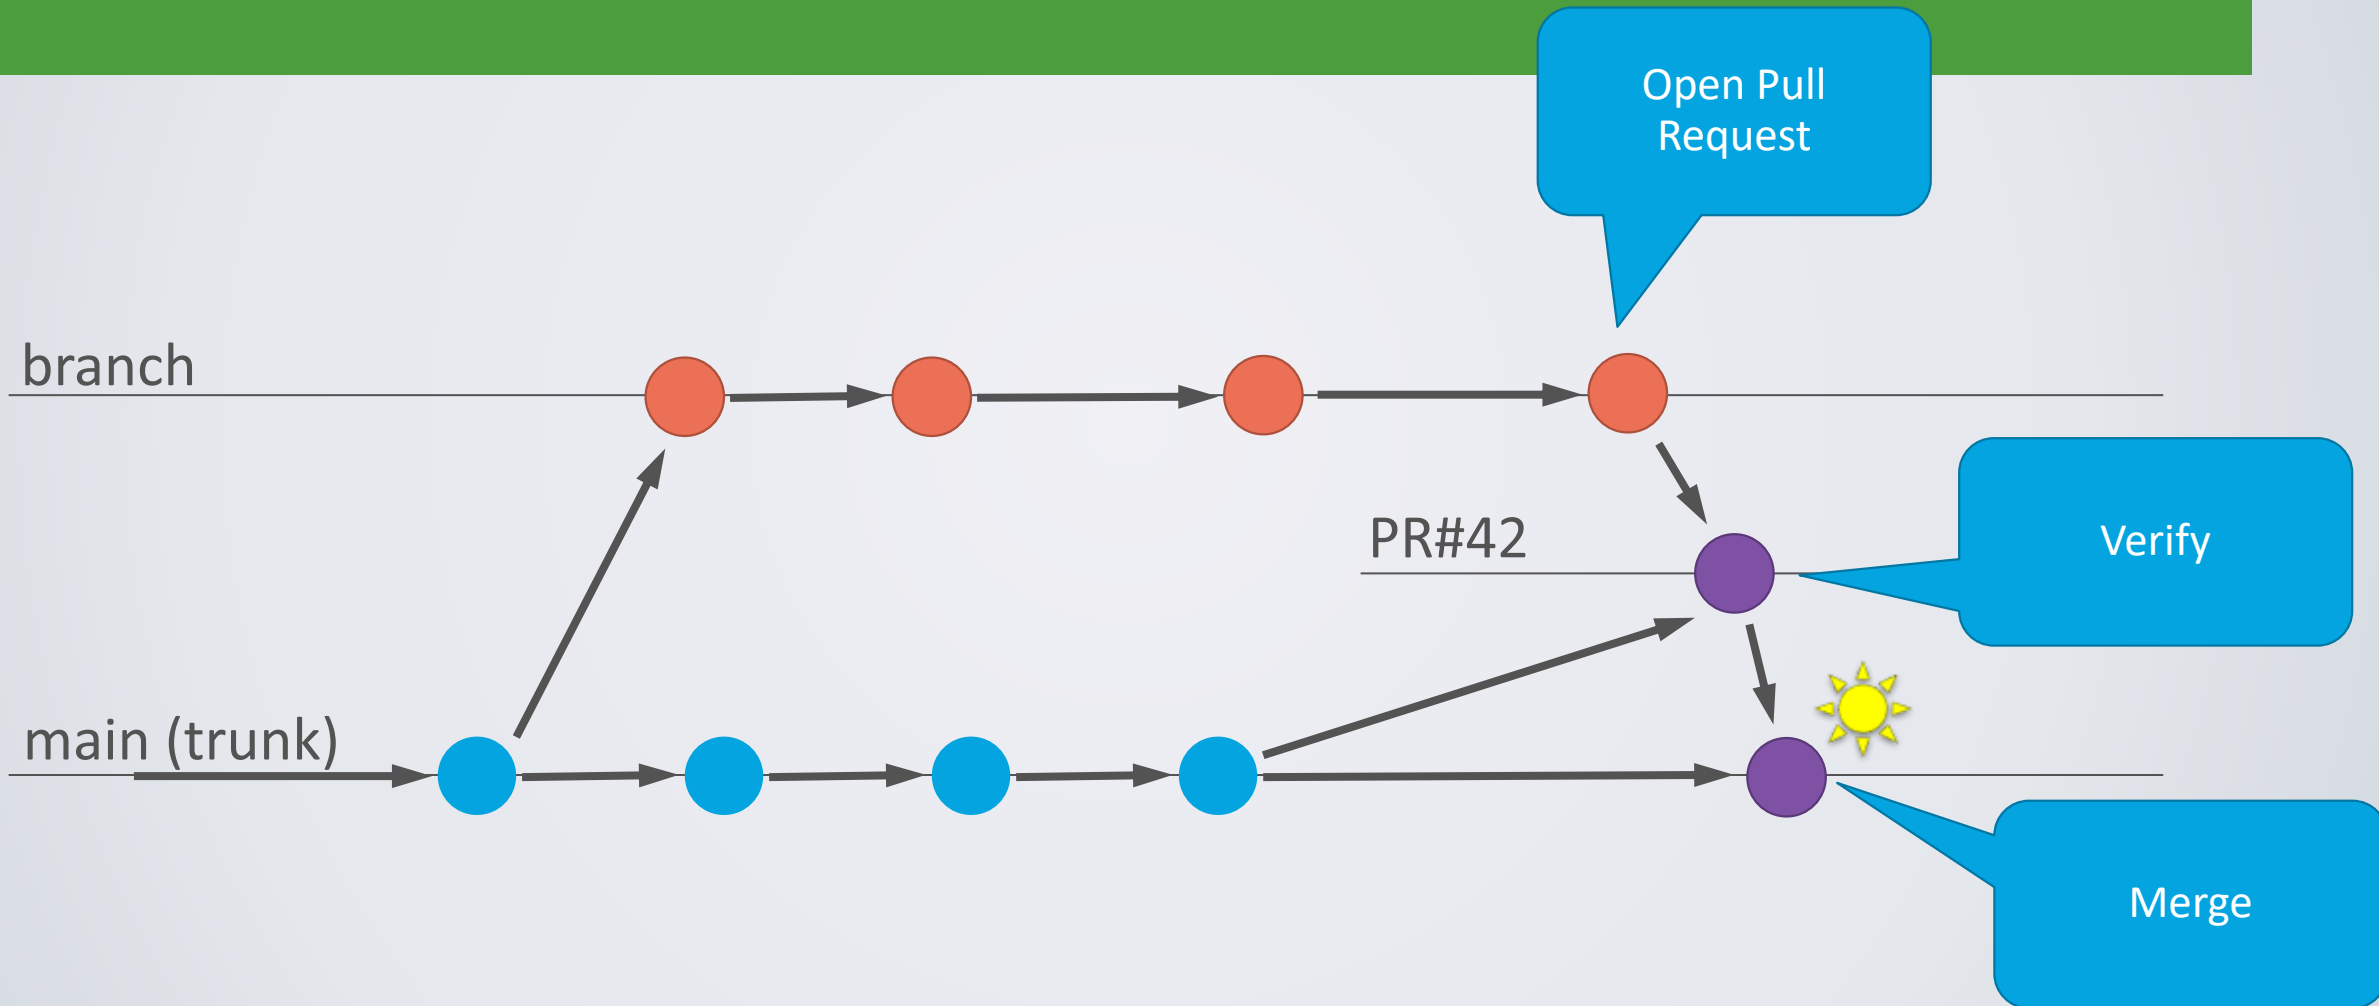 Open Pull
Request
branch
PR#42
Verify
main (trunk)
Merge